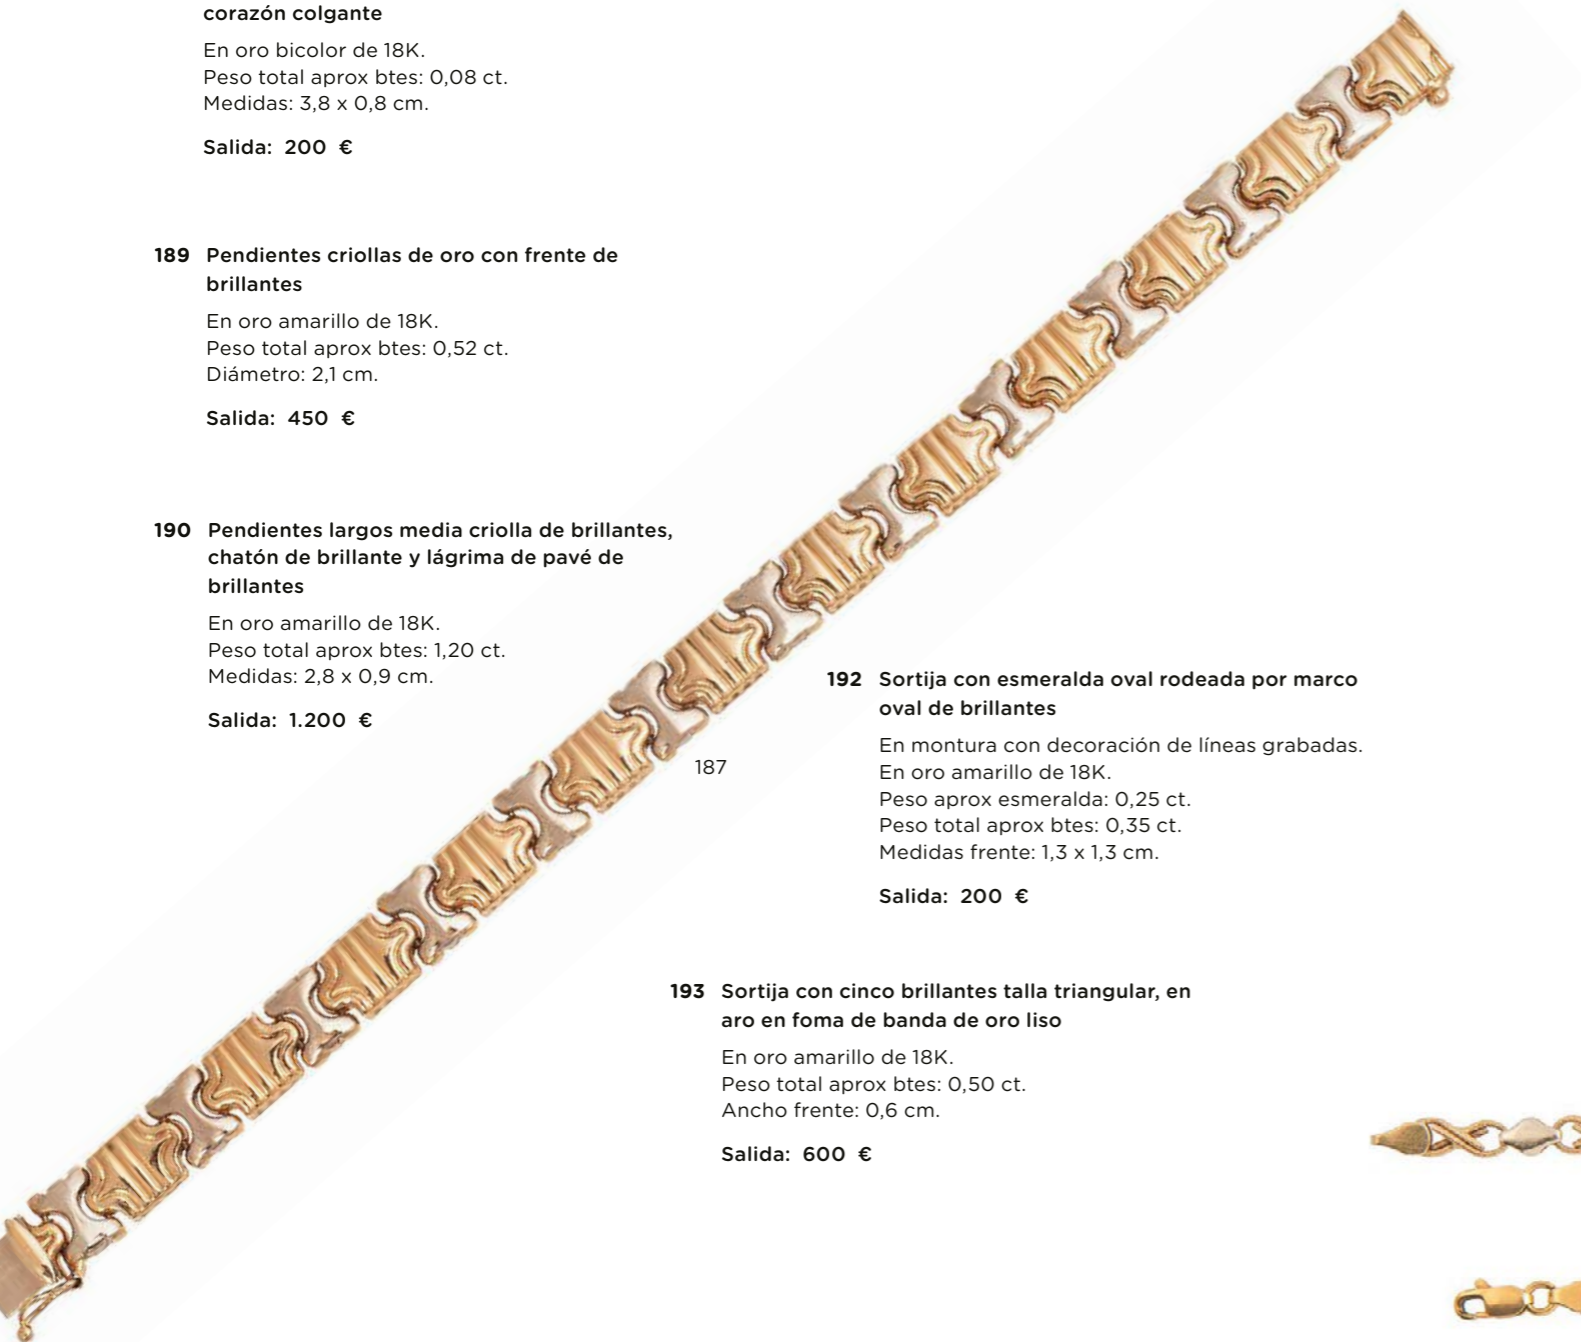 corazón colgante
En oro bicolor de 18K.
Peso total aprox btes: 0,08 ct.
Medidas: 3,8 x 0,8 cm.
Salida: 200 €
189 Pendientes criollas de oro con frente de
brillantes
En oro amarillo de 18K.
Peso total aprox btes: 0,52 ct.
Diámetro: 2,1 cm.
Salida: 450 €
190 Pendientes largos media criolla de brillantes,
chatón de brillante y lágrima de pavé de
brillantes
En oro amarillo de 18K.
Peso total aprox btes: 1,20 ct.
Medidas: 2,8 x 0,9 cm.
Salida: 1.200 €
187
192 Sortija con esmeralda oval rodeada por marco
oval de brillantes
En montura con decoración de líneas grabadas.
En oro amarillo de 18K.
Peso aprox esmeralda: 0,25 ct.
Peso total aprox btes: 0,35 ct.
Medidas frente: 1,3 x 1,3 cm.
Salida: 200 €
193 Sortija con cinco brillantes talla triangular, en
aro en foma de banda de oro liso
En oro amarillo de 18K.
Peso total aprox btes: 0,50 ct.
Ancho frente: 0,6 cm.
Salida: 600 €